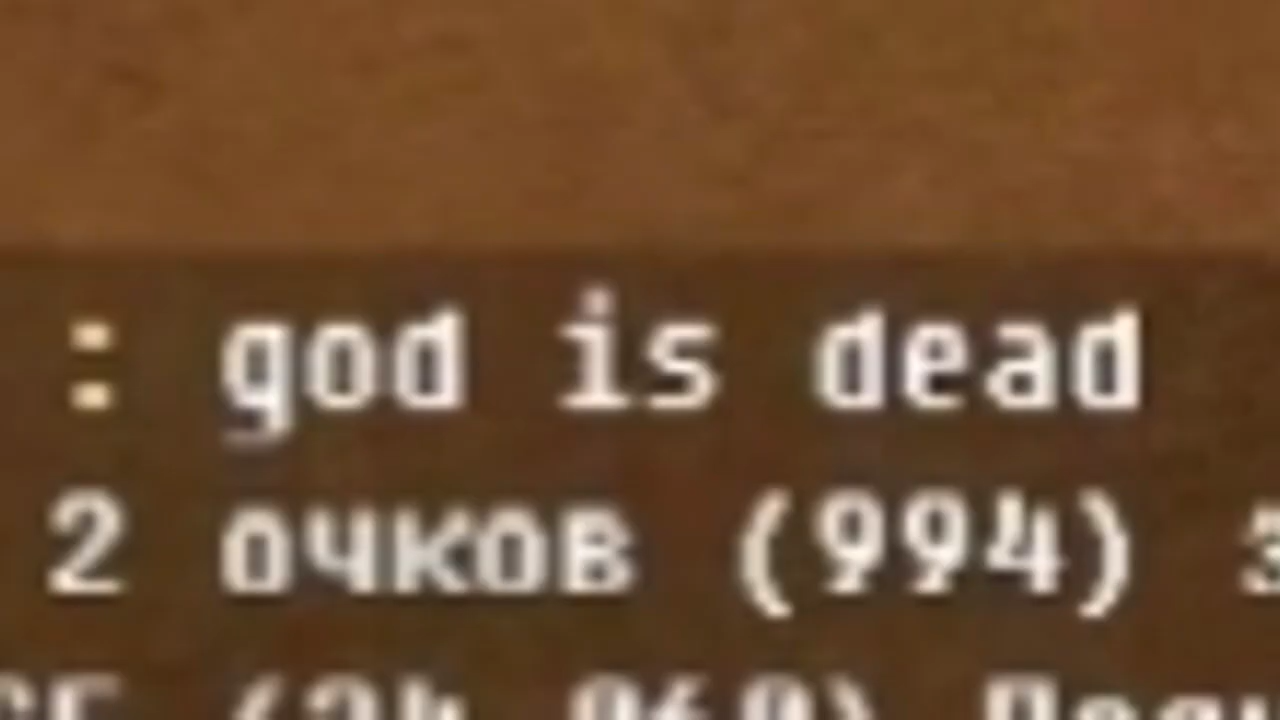 : god is dead
2 очков (994)